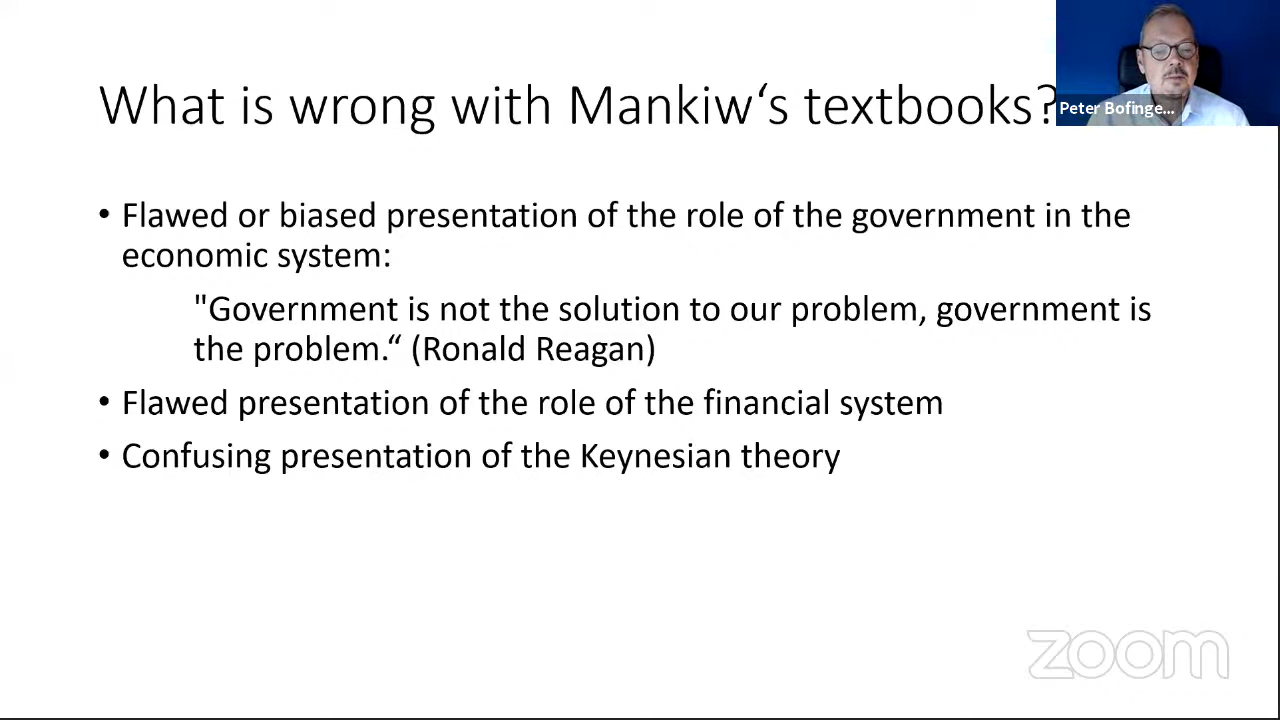 What is wrong with Mankiw‘s textbooks?
Peter Bofinge...
• Flawed or biased presentation of the role of the government in the
economic system:
"Government is not the solution to our problem, government is
the problem.“ (Ronald Reagan)
• Flawed presentation of the role of the financial system
• Confusing presentation of the Keynesian theory
zoom